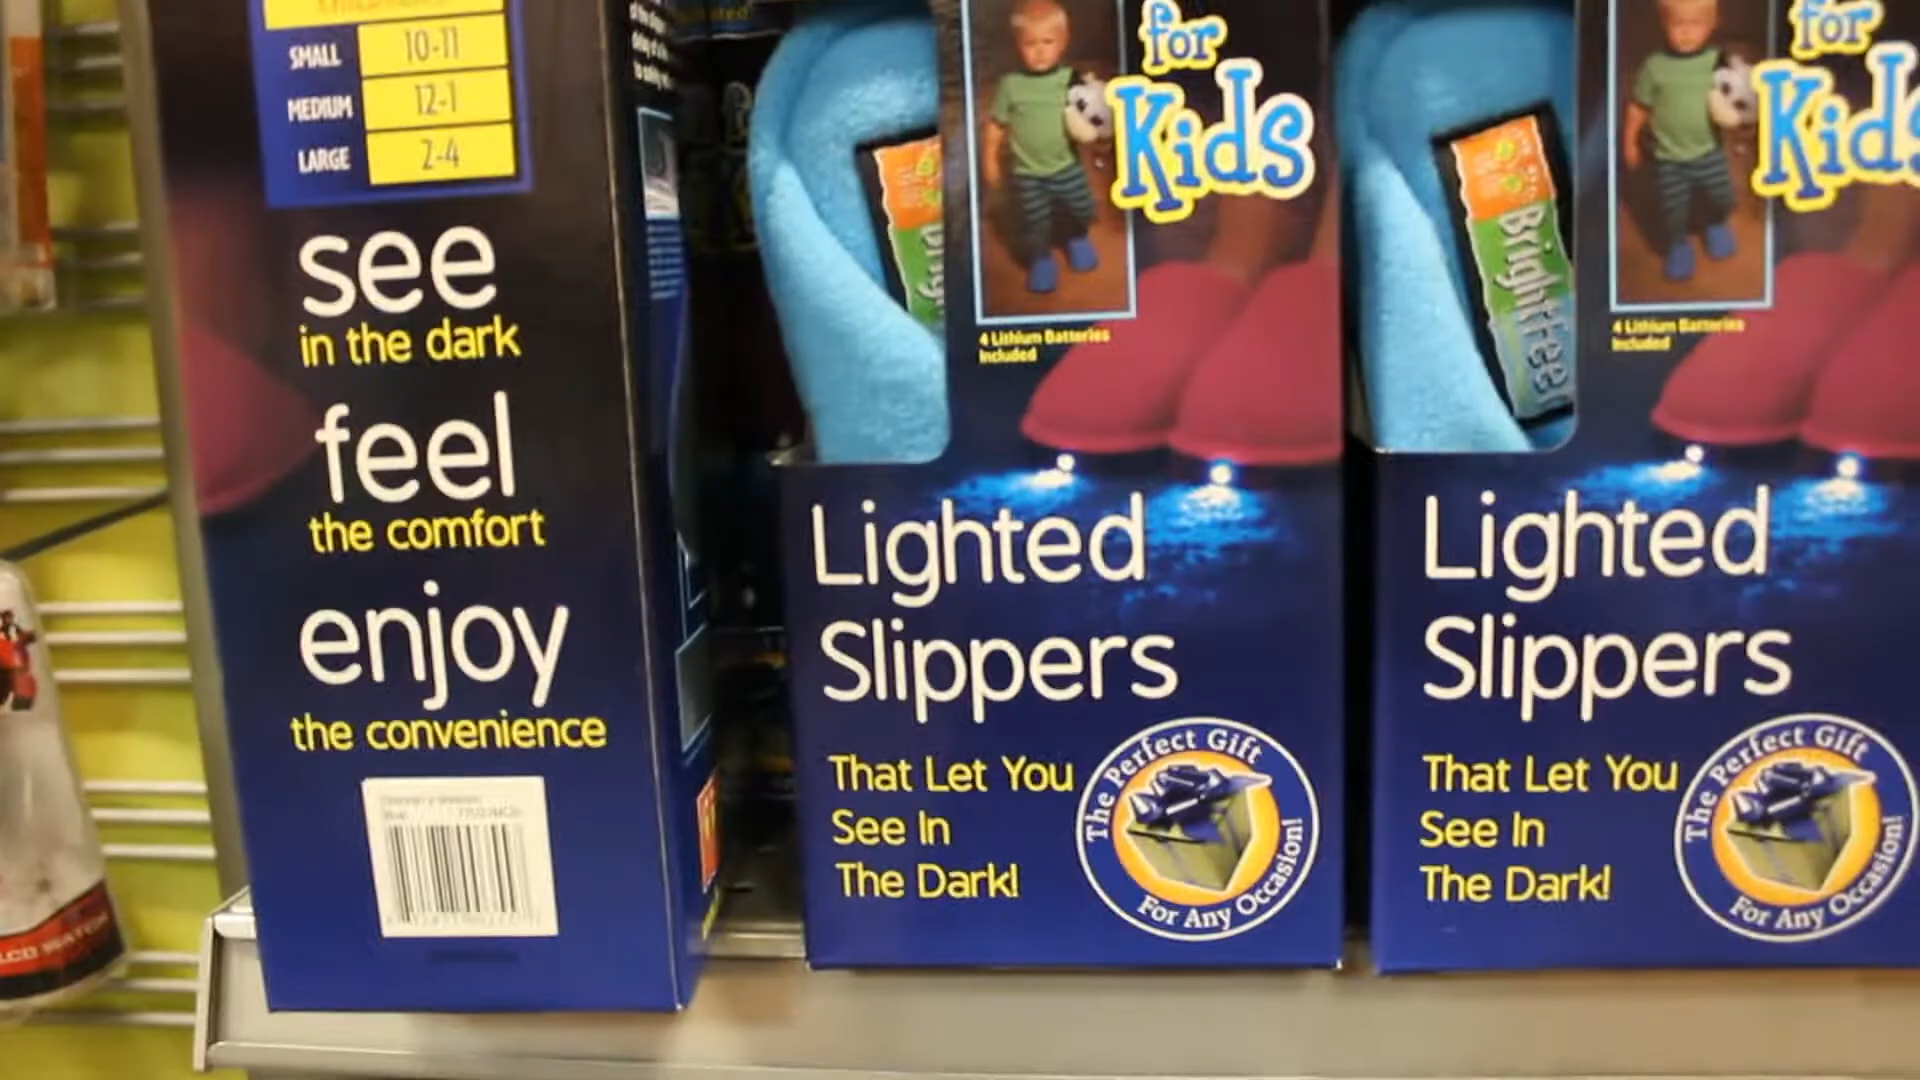 SMALL 10-11
MEDIUM 12-1
LARGE 2-4
see
in the dark
feel
the comfort
enjoy
the convenience
for
Kids
4 Lithium Batteries
Included
Lighted
Slippers
That Let You
See In
The Dark!
The Perfect Gift
For Any Occasion!
for
Kids
BrightFeet
4 Lithium Batteries
Included
Lighted
Slippers
That Let You
See In
The Dark!
The Perfect Gift
For Any Occasion!